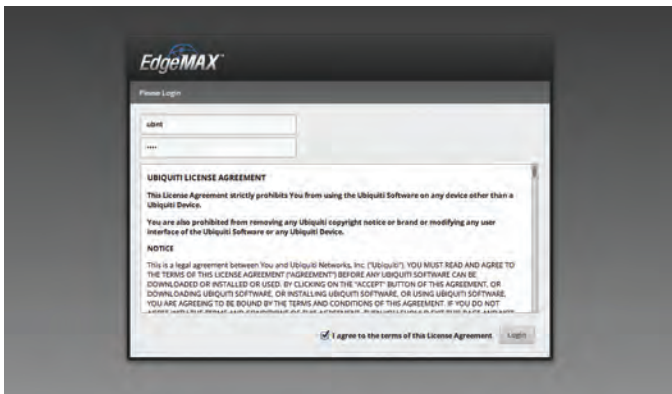 EdgeMAX™
Please Login
ubnt
••••
UBIQUITI LICENSE AGREEMENT
This License Agreement strictly prohibits You from using the Ubiquiti Software on any device other than a
Ubiquiti Device.
You are also prohibited from removing any Ubiquiti copyright notice or brand or modifying any user
interface of the Ubiquiti Software or any Ubiquiti Device.
NOTICE
This is a legal agreement between You and Ubiquiti Networks, Inc. ("Ubiquiti"). YOU MUST READ AND AGREE TO
THE TERMS OF THIS LICENSE AGREEMENT ("AGREEMENT") BEFORE ANY UBIQUITI SOFTWARE CAN BE
DOWNLOADED OR INSTALLED OR USED. BY CLICKING ON THE "ACCEPT" BUTTON OF THIS AGREEMENT, OR
DOWNLOADING UBIQUITI SOFTWARE, OR INSTALLING UBIQUITI SOFTWARE, OR USING UBIQUITI SOFTWARE,
YOU ARE AGREEING TO BE BOUND BY THE TERMS AND CONDITIONS OF THIS AGREEMENT. IF YOU DO NOT
I agree to the terms of this License Agreement
Login